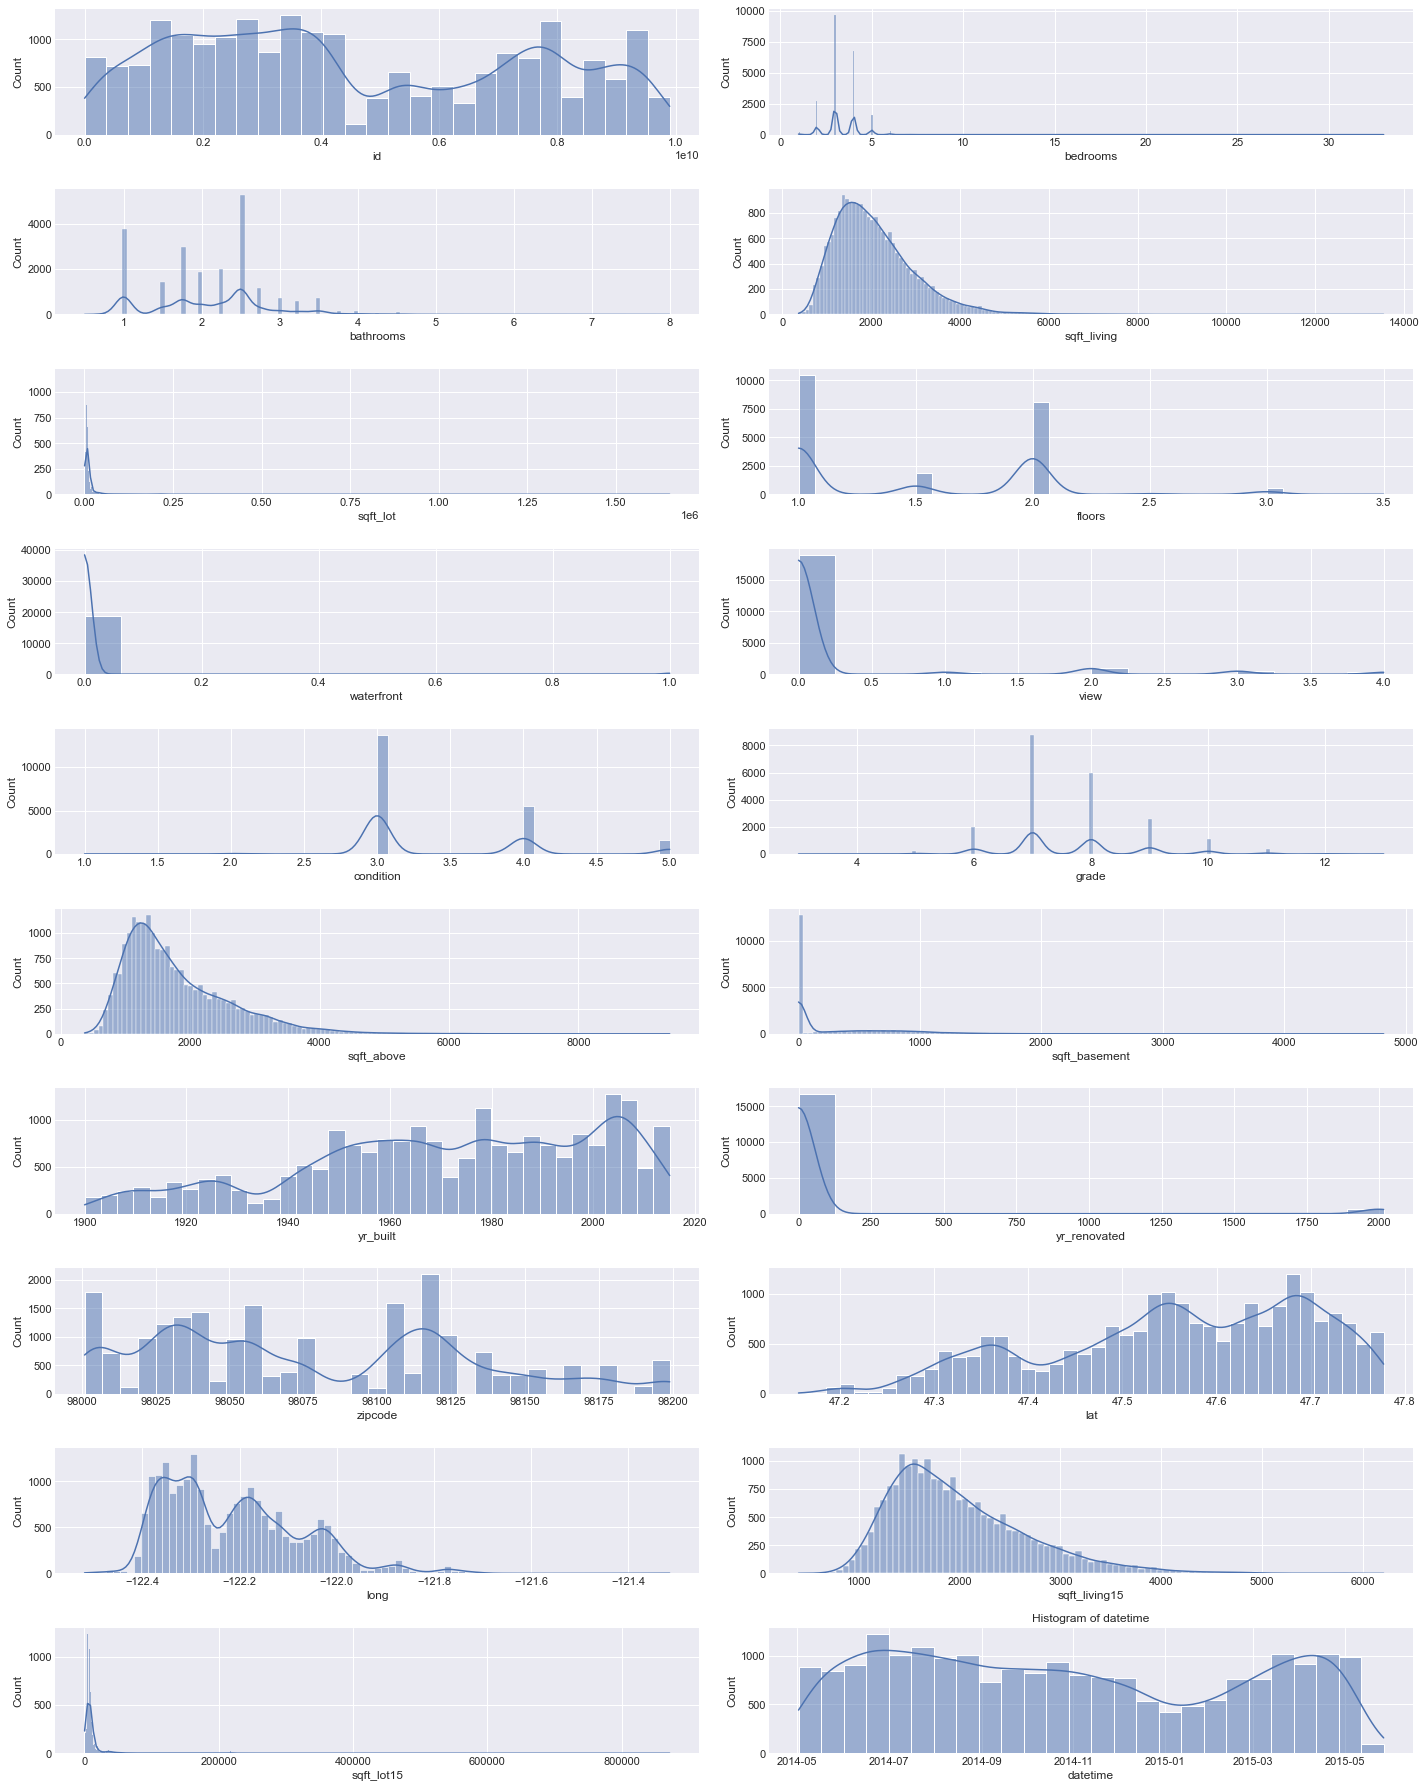 1000
500
0
Count
0.0 0.2 0.4 0.6 0.8 1.0
1e10
id
10000
7500
5000
2500
0
Count
0 5 10 15 20 25 30
bedrooms
4000
2000
0
Count
1 2 3 4 5 6 7 8
bathrooms
800
600
400
200
0
Count
0 2000 4000 6000 8000 10000 12000 14000
sqft_living
1000
750
500
250
0
Count
0.00 0.25 0.50 0.75 1.00 1.25 1.50
1e6
sqft_lot
10000
7500
5000
2500
0
Count
1.0 1.5 2.0 2.5 3.0 3.5
floors
40000
30000
20000
10000
0
Count
0.0 0.2 0.4 0.6 0.8 1.0
waterfront
15000
10000
5000
0
Count
0.0 0.5 1.0 1.5 2.0 2.5 3.0 3.5 4.0
view
10000
5000
0
Count
1.0 1.5 2.0 2.5 3.0 3.5 4.0 4.5 5.0
condition
8000
6000
4000
2000
0
Count
4 6 8 10 12
grade
1000
750
500
250
0
Count
0 2000 4000 6000 8000
sqft_above
10000
5000
0
Count
0 1000 2000 3000 4000 5000
sqft_basement
1000
500
0
Count
1900 1920 1940 1960 1980 2000 2020
yr_built
15000
10000
5000
0
Count
0 250 500 750 1000 1250 1500 1750 2000
yr_renovated
2000
1500
1000
500
0
Count
98000 98025 98050 98075 98100 98125 98150 98175 98200
zipcode
1000
500
0
Count
47.2 47.3 47.4 47.5 47.6 47.7 47.8
lat
1000
500
0
Count
−122.4 −122.2 −122.0 −121.8 −121.6 −121.4
long
1000
750
500
250
0
Count
1000 2000 3000 4000 5000 6000
sqft_living15
1000
500
0
Count
0 200000 400000 600000 800000
sqft_lot15
Histogram of datetime
1000
500
0
Count
2014-05 2014-07 2014-09 2014-11 2015-01 2015-03 2015-05
datetime